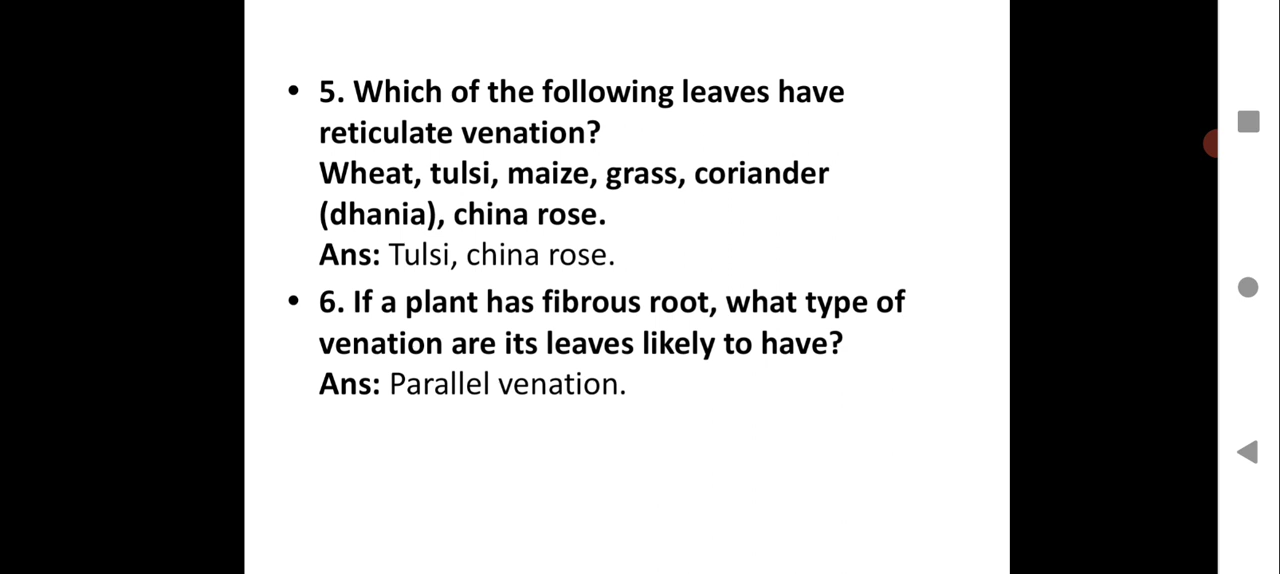 • 5. Which of the following leaves have
reticulate venation?
Wheat, tulsi, maize, grass, coriander
(dhania), china rose.
Ans: Tulsi, china rose.
• 6. If a plant has fibrous root, what type of
venation are its leaves likely to have?
Ans: Parallel venation.